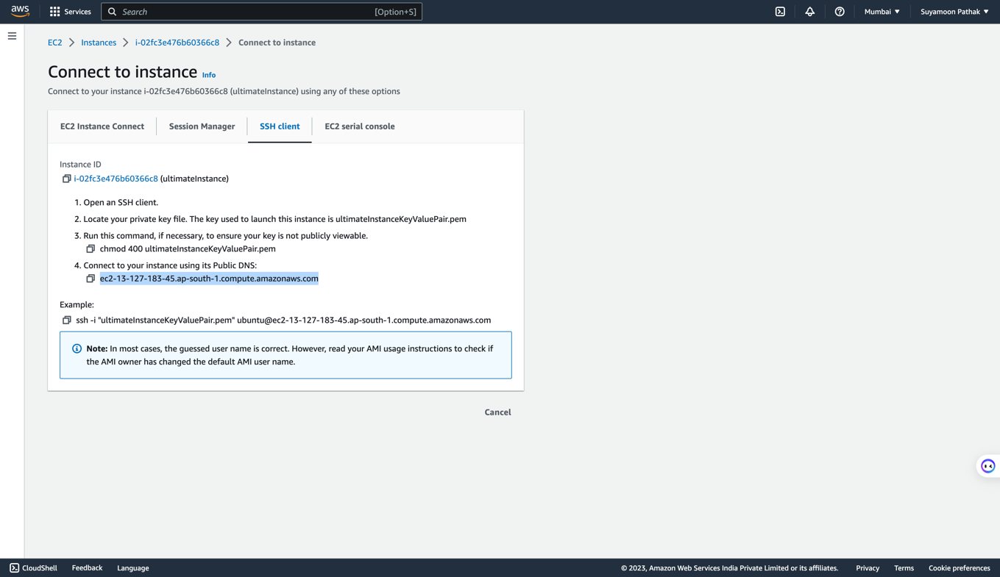 aws
Services
Search [Option+S]
Mumbai
Suyamoon Pathak
EC2 > Instances > i-02fc3e476b60366c8 > Connect to instance
Connect to instance Info
Connect to your instance i-02fc3e476b60366c8 (ultimateInstance) using any of these options
EC2 Instance Connect
Session Manager
SSH client
EC2 serial console
Instance ID
i-02fc3e476b60366c8 (ultimateInstance)
1. Open an SSH client.
2. Locate your private key file. The key used to launch this instance is ultimateInstanceKeyValuePair.pem
3. Run this command, if necessary, to ensure your key is not publicly viewable.
chmod 400 ultimateInstanceKeyValuePair.pem
4. Connect to your instance using its Public DNS:
ec2-13-127-183-45.ap-south-1.compute.amazonaws.com
Example:
ssh -i "ultimateInstanceKeyValuePair.pem" ubuntu@ec2-13-127-183-45.ap-south-1.compute.amazonaws.com
Note: In most cases, the guessed user name is correct. However, read your AMI usage instructions to check if
the AMI owner has changed the default AMI user name.
Cancel
CloudShell
Feedback
Language
© 2023, Amazon Web Services India Private Limited or its affiliates.
Privacy
Terms
Cookie preferences